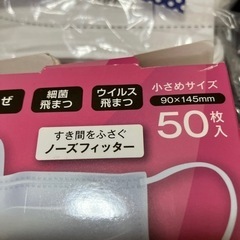 ぜ
細菌
飛まつ
ウイルス
飛まつ
小さめサイズ
90×145mm
50枚入
すき間をふさぐ
ノーズフィッター